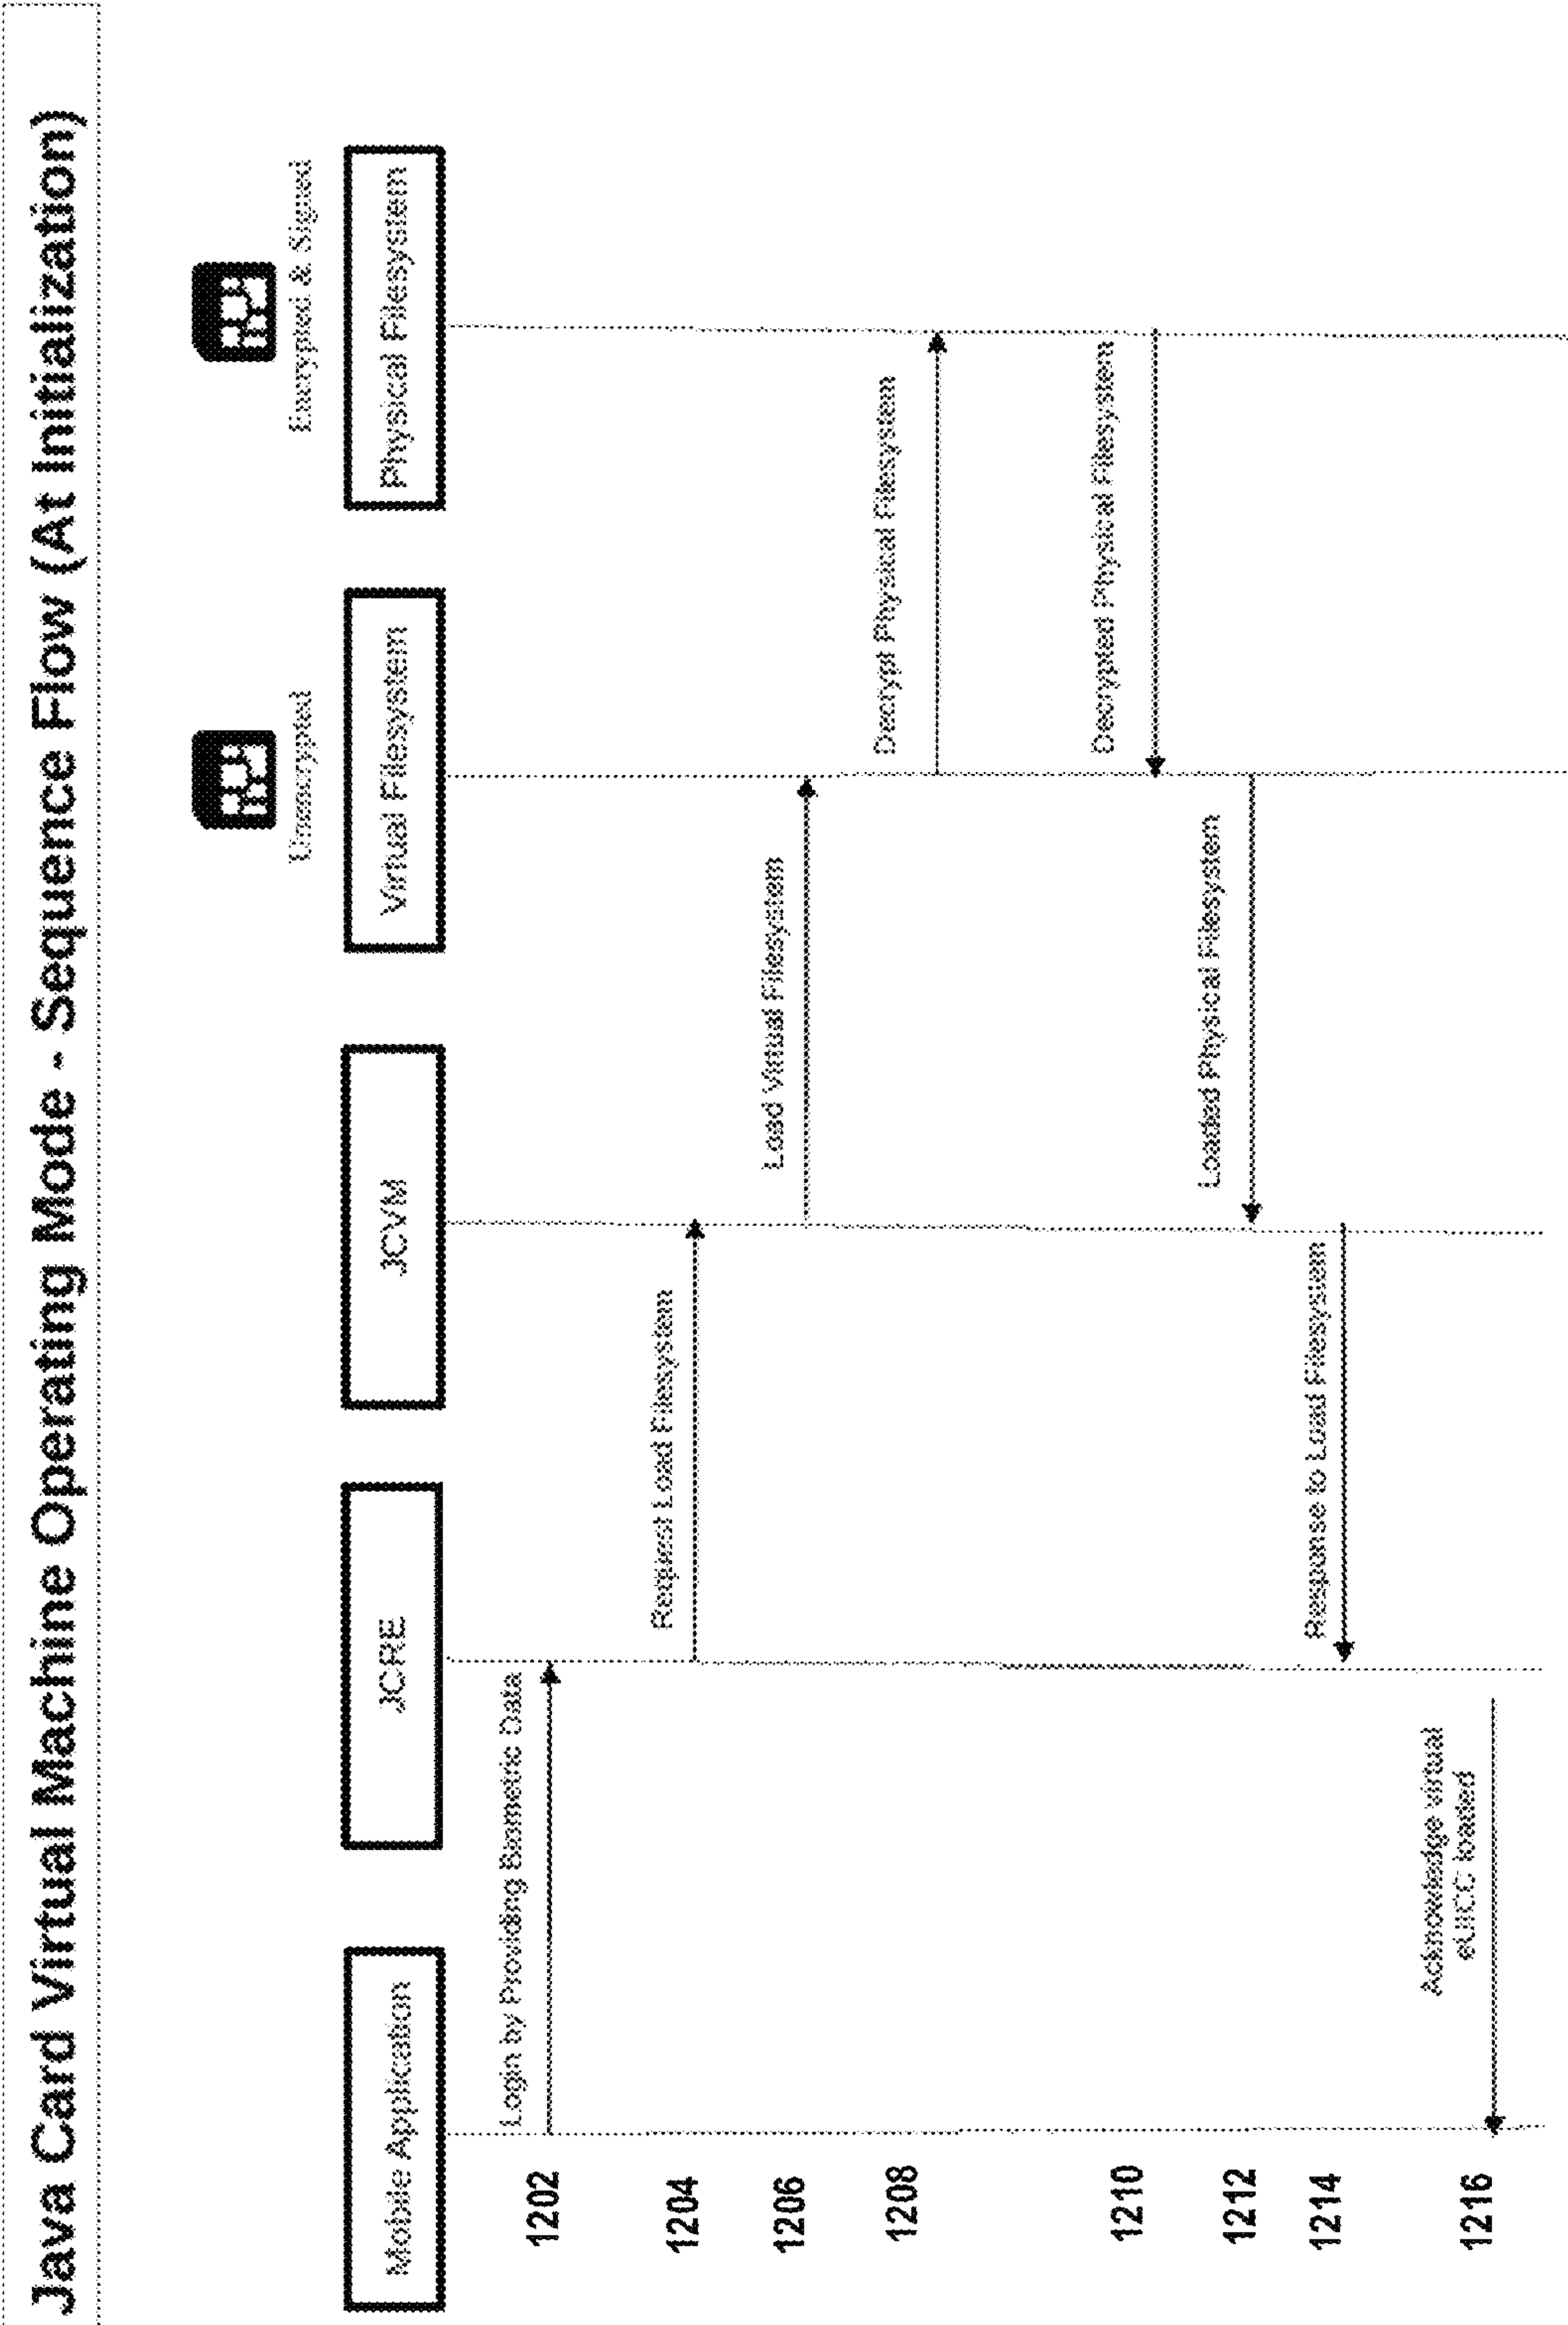 Java Card Virtual Machine Operating Mode - Sequence Flow (At Initialization)
Unencrypted
Encrypted & Signed
Mobile Application
JCRE
JCVM
Virtual Filesystem
Physical Filesystem
1202
Login by Providing Biometric Data
1204
Request Load Filesystem
1206
Load Virtual Filesystem
1208
Decrypt Physical Filesystem
1210
Decrypted Physical Filesystem
1212
Loaded Physical Filesystem
1214
Response to Load Filesystem
1216
Acknowledge virtual
eUICC loaded